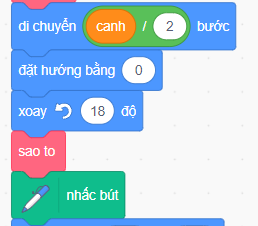 di chuyển canh / 2 bước
đặt hướng bằng 0
xoay 18 độ
sao to
nhấc bút